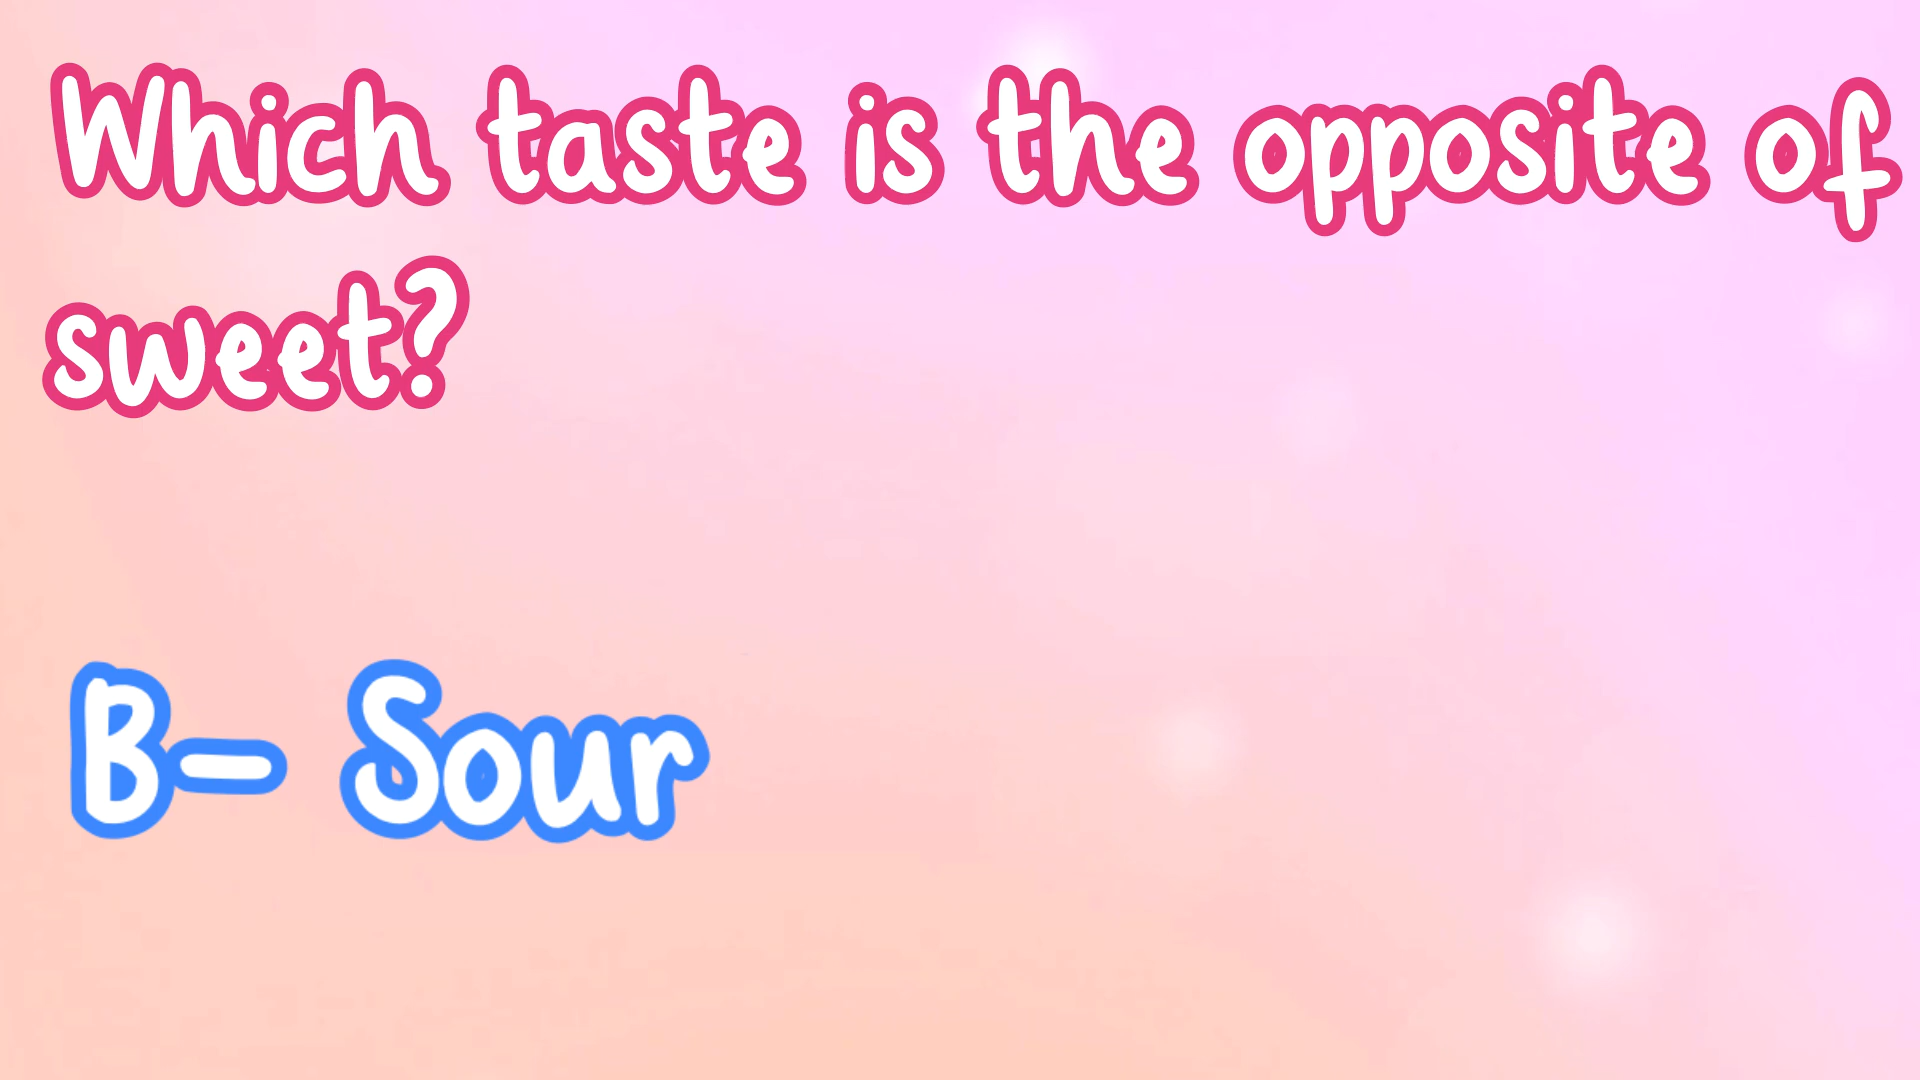 Which taste is the opposite of
sweet?
B- Sour